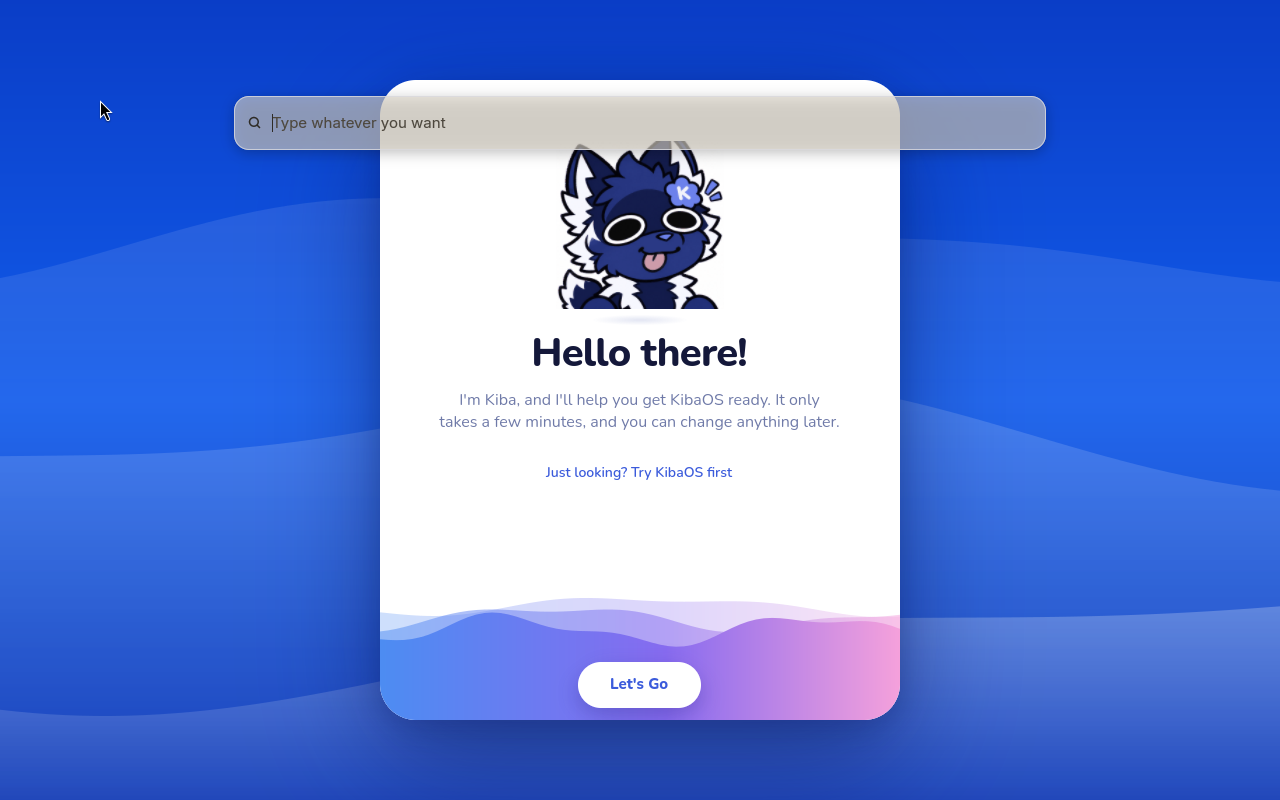 Type whatever you want
K
Hello there!
I'm Kiba, and I'll help you get KibaOS ready. It only
takes a few minutes, and you can change anything later.
Just looking? Try KibaOS first
Let's Go